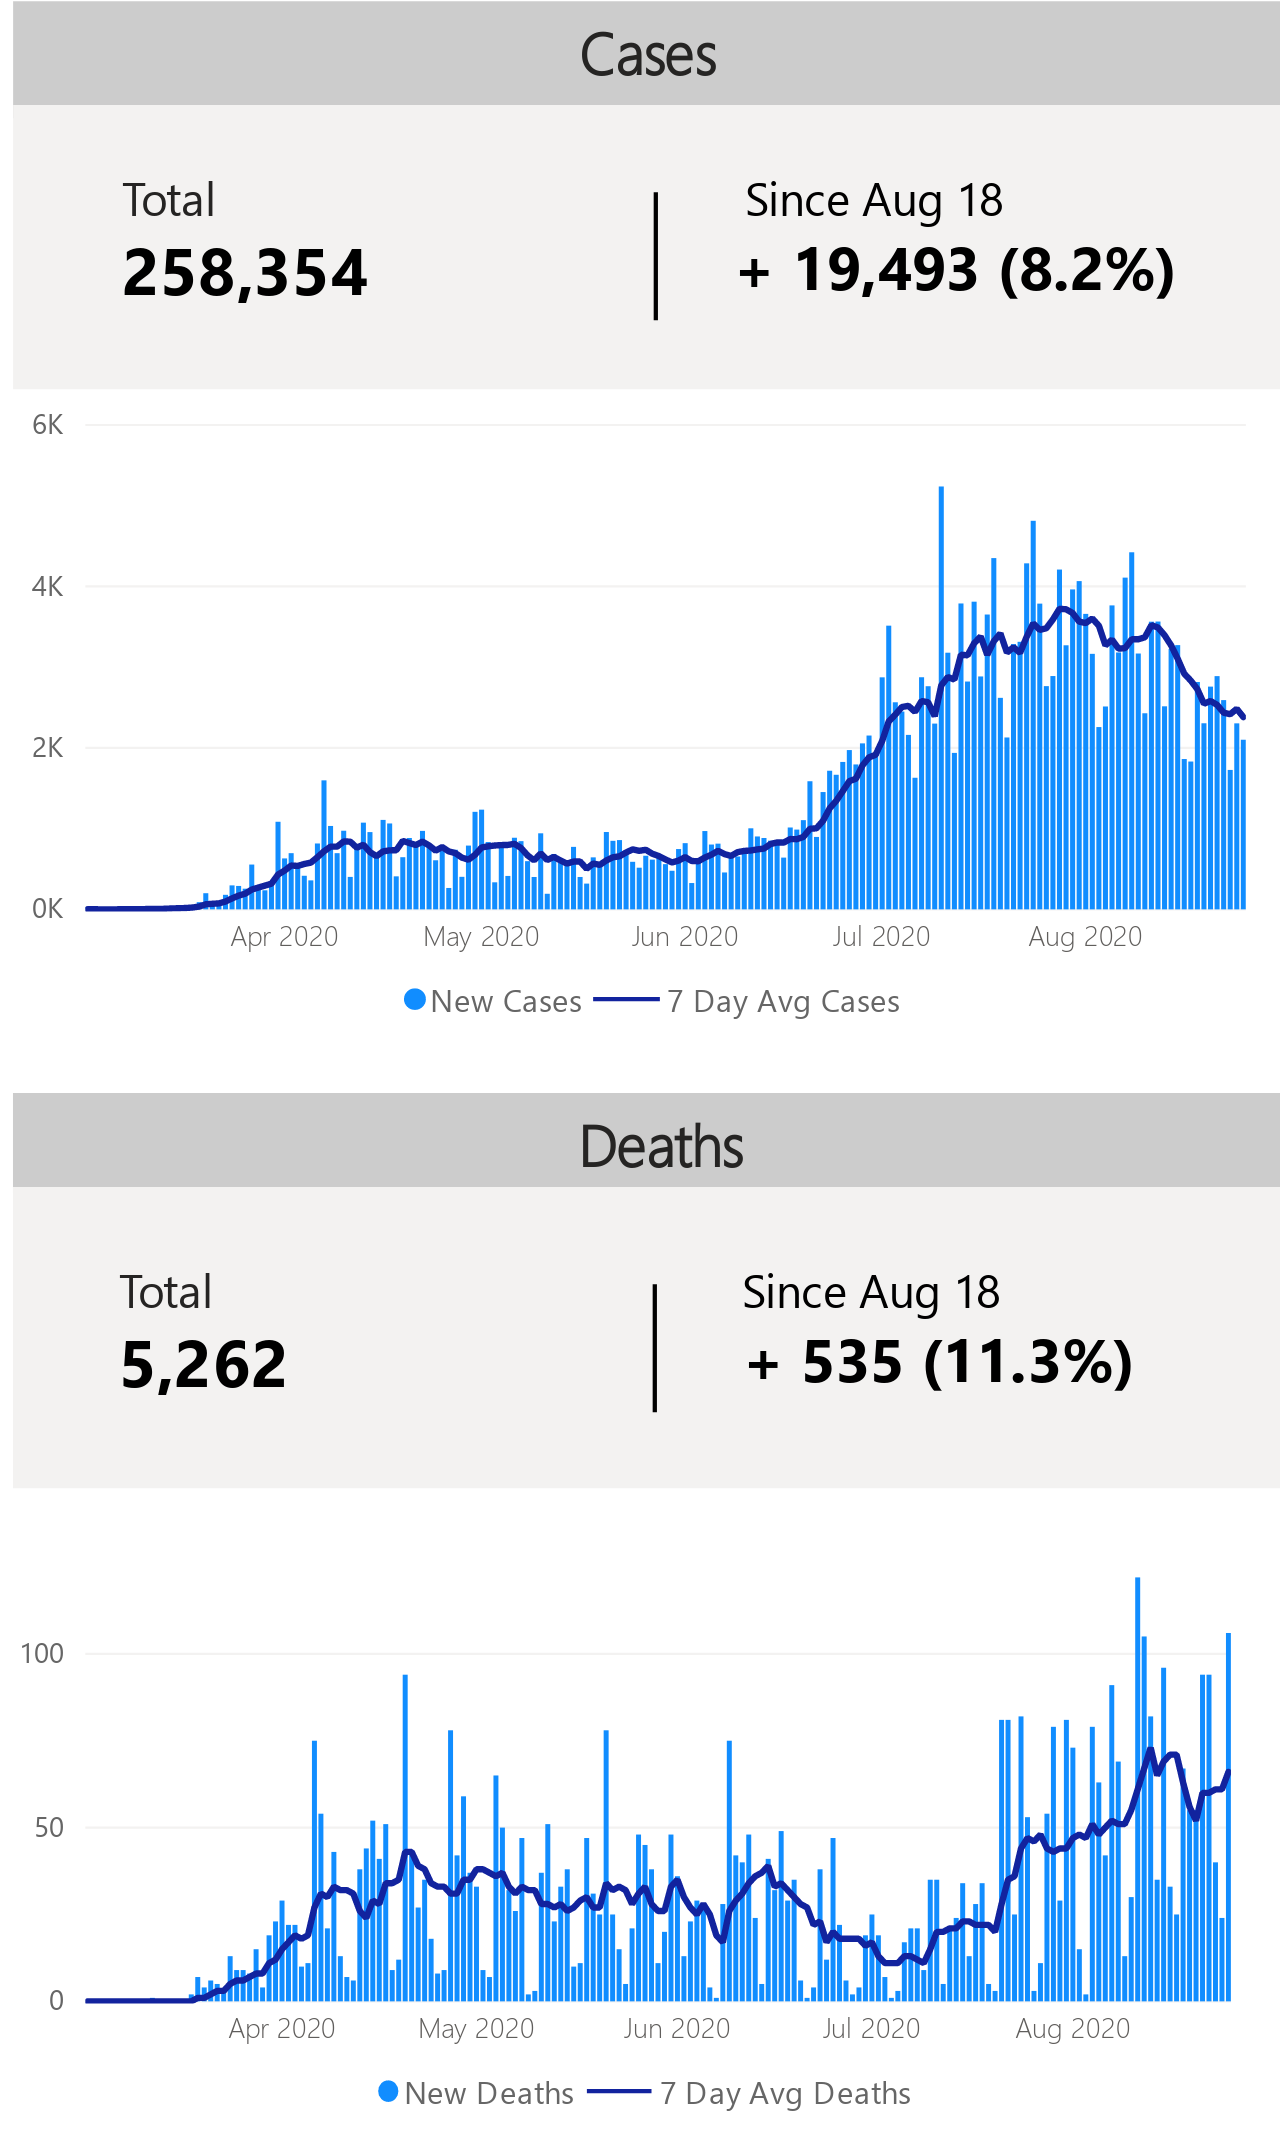 Cases
Total
Since Aug 18
258,354
+ 19,493 (8.2%)
6K
4K
2K
0K
Apr 2020 May 2020 Jun 2020 Jul 2020 Aug 2020
New Cases 7 Day Avg Cases
Deaths
Total
Since Aug 18
5,262
+ 535 (11.3%)
100
50
0
Apr 2020 May 2020 Jun 2020 Jul 2020 Aug 2020
New Deaths 7 Day Avg Deaths